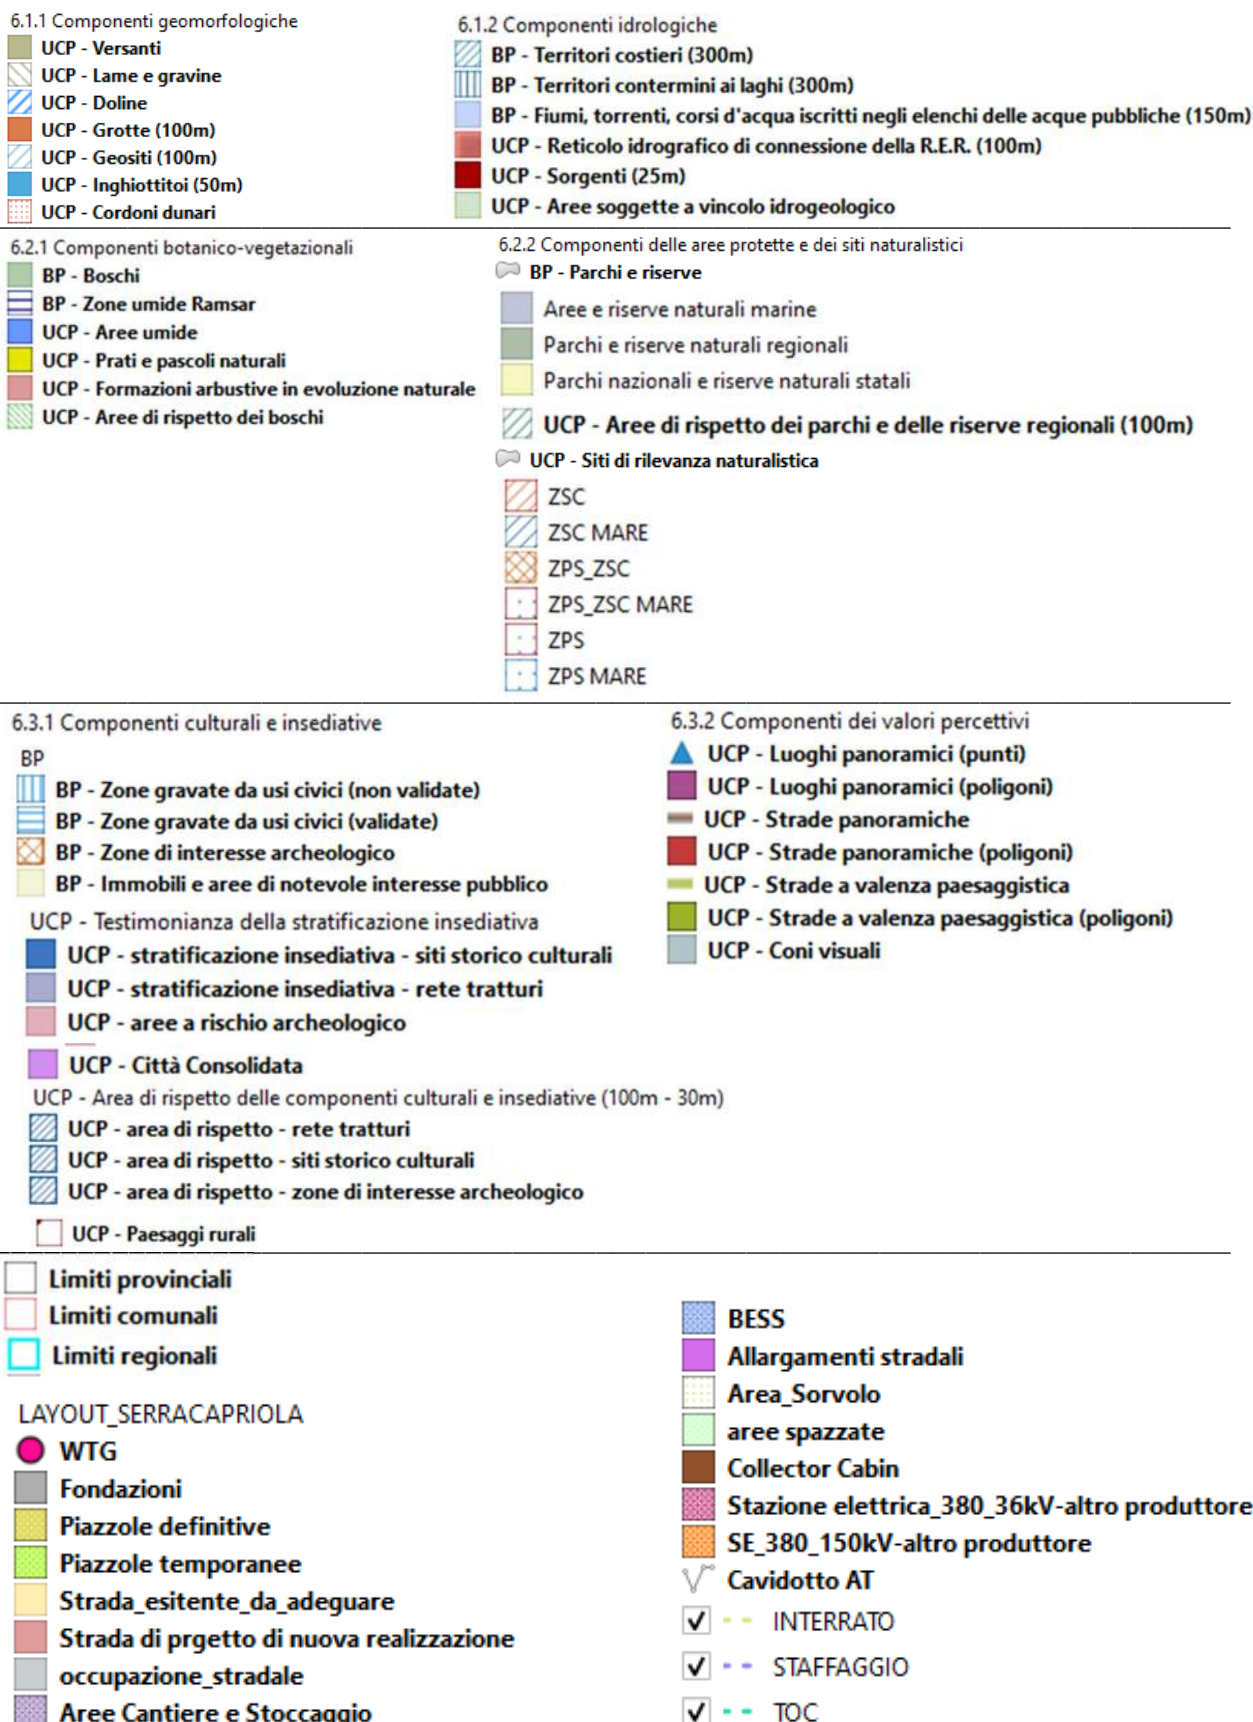 6.1.1 Componenti geomorfologiche
UCP - Versanti
UCP - Lame e gravine
UCP - Doline
UCP - Grotte (100m)
UCP - Geositi (100m)
UCP - Inghiottitoi (50m)
UCP - Cordoni dunari
6.1.2 Componenti idrologiche
BP - Territori costieri (300m)
BP - Territori contermini ai laghi (300m)
BP - Fiumi, torrenti, corsi d'acqua iscritti negli elenchi delle acque pubbliche (150m)
UCP - Reticolo idrografico di connessione della R.E.R. (100m)
UCP - Sorgenti (25m)
UCP - Aree soggette a vincolo idrogeologico
6.2.1 Componenti botanico-vegetazionali
BP - Boschi
BP - Zone umide Ramsar
UCP - Aree umide
UCP - Prati e pascoli naturali
UCP - Formazioni arbustive in evoluzione naturale
UCP - Aree di rispetto dei boschi
6.2.2 Componenti delle aree protette e dei siti naturalistici
BP - Parchi e riserve
Aree e riserve naturali marine
Parchi e riserve naturali regionali
Parchi nazionali e riserve naturali statali
UCP - Aree di rispetto dei parchi e delle riserve regionali (100m)
UCP - Siti di rilevanza naturalistica
ZSC
ZSC MARE
ZPS_ZSC
ZPS_ZSC MARE
ZPS
ZPS MARE
6.3.1 Componenti culturali e insediative
BP
BP - Zone gravate da usi civici (non validate)
BP - Zone gravate da usi civici (validate)
BP - Zone di interesse archeologico
BP - Immobili e aree di notevole interesse pubblico
UCP - Testimonianza della stratificazione insediativa
UCP - stratificazione insediativa - siti storico culturali
UCP - stratificazione insediativa - rete tratturi
UCP - aree a rischio archeologico
UCP - Città Consolidata
UCP - Area di rispetto delle componenti culturali e insediative (100m - 30m)
UCP - area di rispetto - rete tratturi
UCP - area di rispetto - siti storico culturali
UCP - area di rispetto - zone di interesse archeologico
UCP - Paesaggi rurali
6.3.2 Componenti dei valori percettivi
UCP - Luoghi panoramici (punti)
UCP - Luoghi panoramici (poligoni)
UCP - Strade panoramiche
UCP - Strade panoramiche (poligoni)
UCP - Strade a valenza paesaggistica
UCP - Strade a valenza paesaggistica (poligoni)
UCP - Coni visuali
Limiti provinciali
Limiti comunali
Limiti regionali
LAYOUT_SERRACAPRIOLA
WTG
Fondazioni
Piazzole definitive
Piazzole temporanee
Strada_esitente_da_adeguare
Strada di prgetto di nuova realizzazione
occupazione_stradale
Aree Cantiere e Stoccaggio
BESS
Allargamenti stradali
Area_Sorvolo
aree spazzate
Collector Cabin
Stazione elettrica_380_36kV-altro produttore
SE_380_150kV-altro produttore
Cavidotto AT
INTERRATO
STAFFAGGIO
TOC